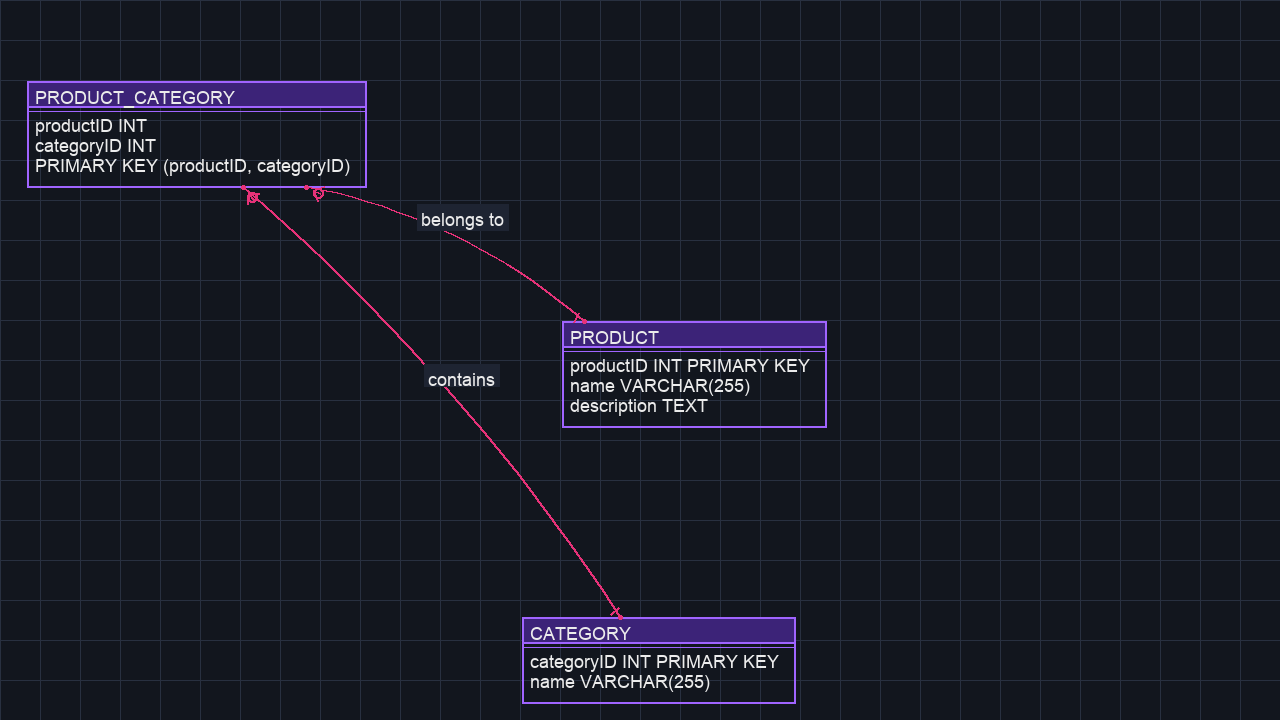 PRODUCT_CATEGORY
productID INT
categoryID INT
PRIMARY KEY (productID, categoryID)
belongs to
PRODUCT
productID INT PRIMARY KEY
name VARCHAR(255)
description TEXT
contains
CATEGORY
categoryID INT PRIMARY KEY
name VARCHAR(255)